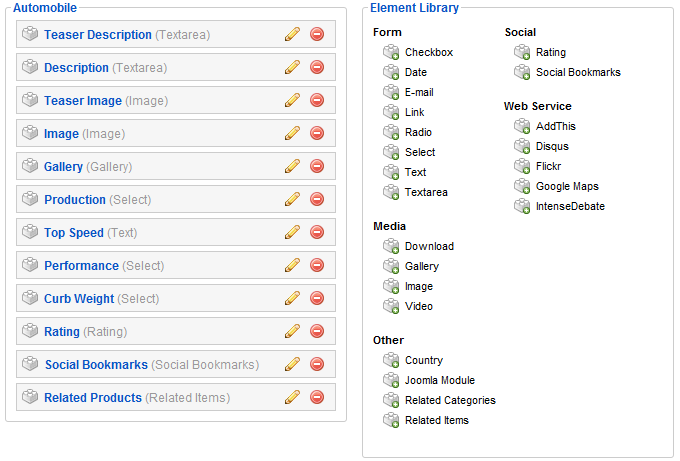 Automobile
Teaser Description (Textarea)
Description (Textarea)
Teaser Image (Image)
Image (Image)
Gallery (Gallery)
Production (Select)
Top Speed (Text)
Performance (Select)
Curb Weight (Select)
Rating (Rating)
Social Bookmarks (Social Bookmarks)
Related Products (Related Items)
Element Library
Form
Checkbox
Date
E-mail
Link
Radio
Select
Text
Textarea
Media
Download
Gallery
Image
Video
Other
Country
Joomla Module
Related Categories
Related Items
Social
Rating
Social Bookmarks
Web Service
AddThis
Disqus
Flickr
Google Maps
IntenseDebate